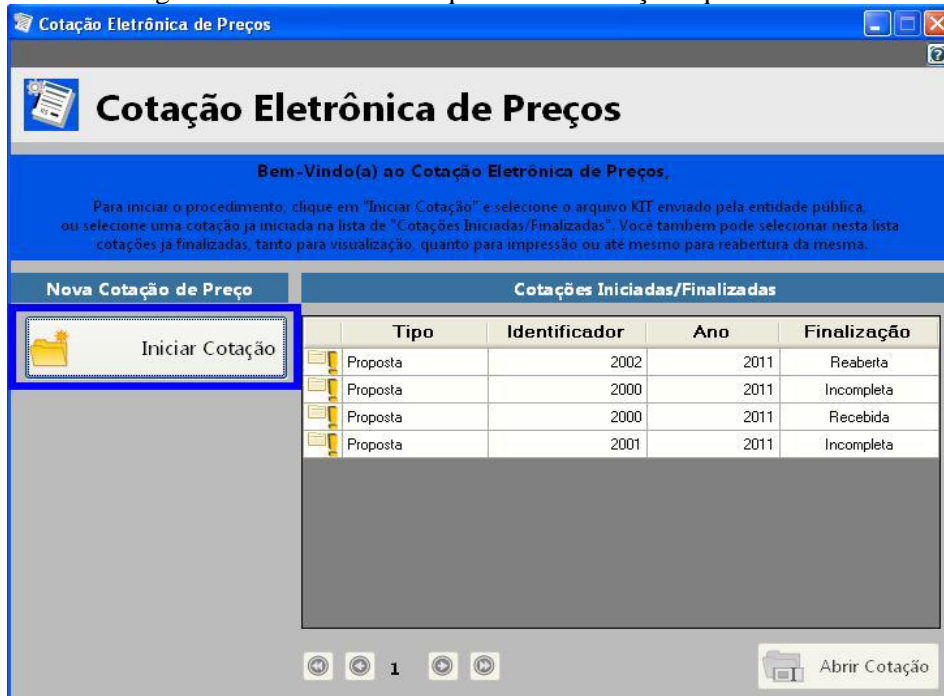 Cotação Eletrônica de Preços
Cotação Eletrônica de Preços
Bem-Vindo(a) ao Cotação Eletrônica de Preços,
Para iniciar o procedimento, clique em "Iniciar Cotação" e selecione o arquivo KIT enviado pela entidade pública,
ou selecione uma cotação já iniciada na lista de "Cotações Iniciadas/Finalizadas". Você também pode selecionar nesta lista
cotações já finalizadas, tanto para visualização, quanto para impressão ou até mesmo para reabertura da mesma.
Nova Cotação de Preço
Cotações Iniciadas/Finalizadas
Iniciar Cotação
Tipo Identificador Ano Finalização
Proposta 2002 2011 Reaberta
Proposta 2000 2011 Incompleta
Proposta 2000 2011 Recebida
Proposta 2001 2011 Incompleta
1
Abrir Cotação